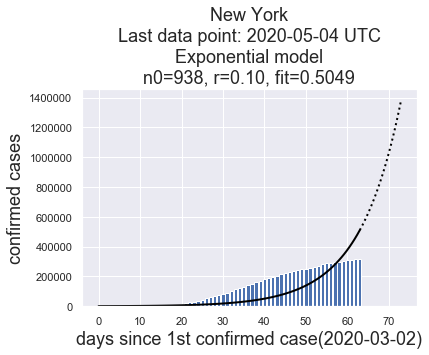 New York
Last data point: 2020-05-04 UTC
Exponential model
n0=938, r=0.10, fit=0.5049
1400000
1200000
1000000
800000
600000
400000
200000
0
confirmed cases
0 10 20 30 40 50 60 70
days since 1st confirmed case(2020-03-02)